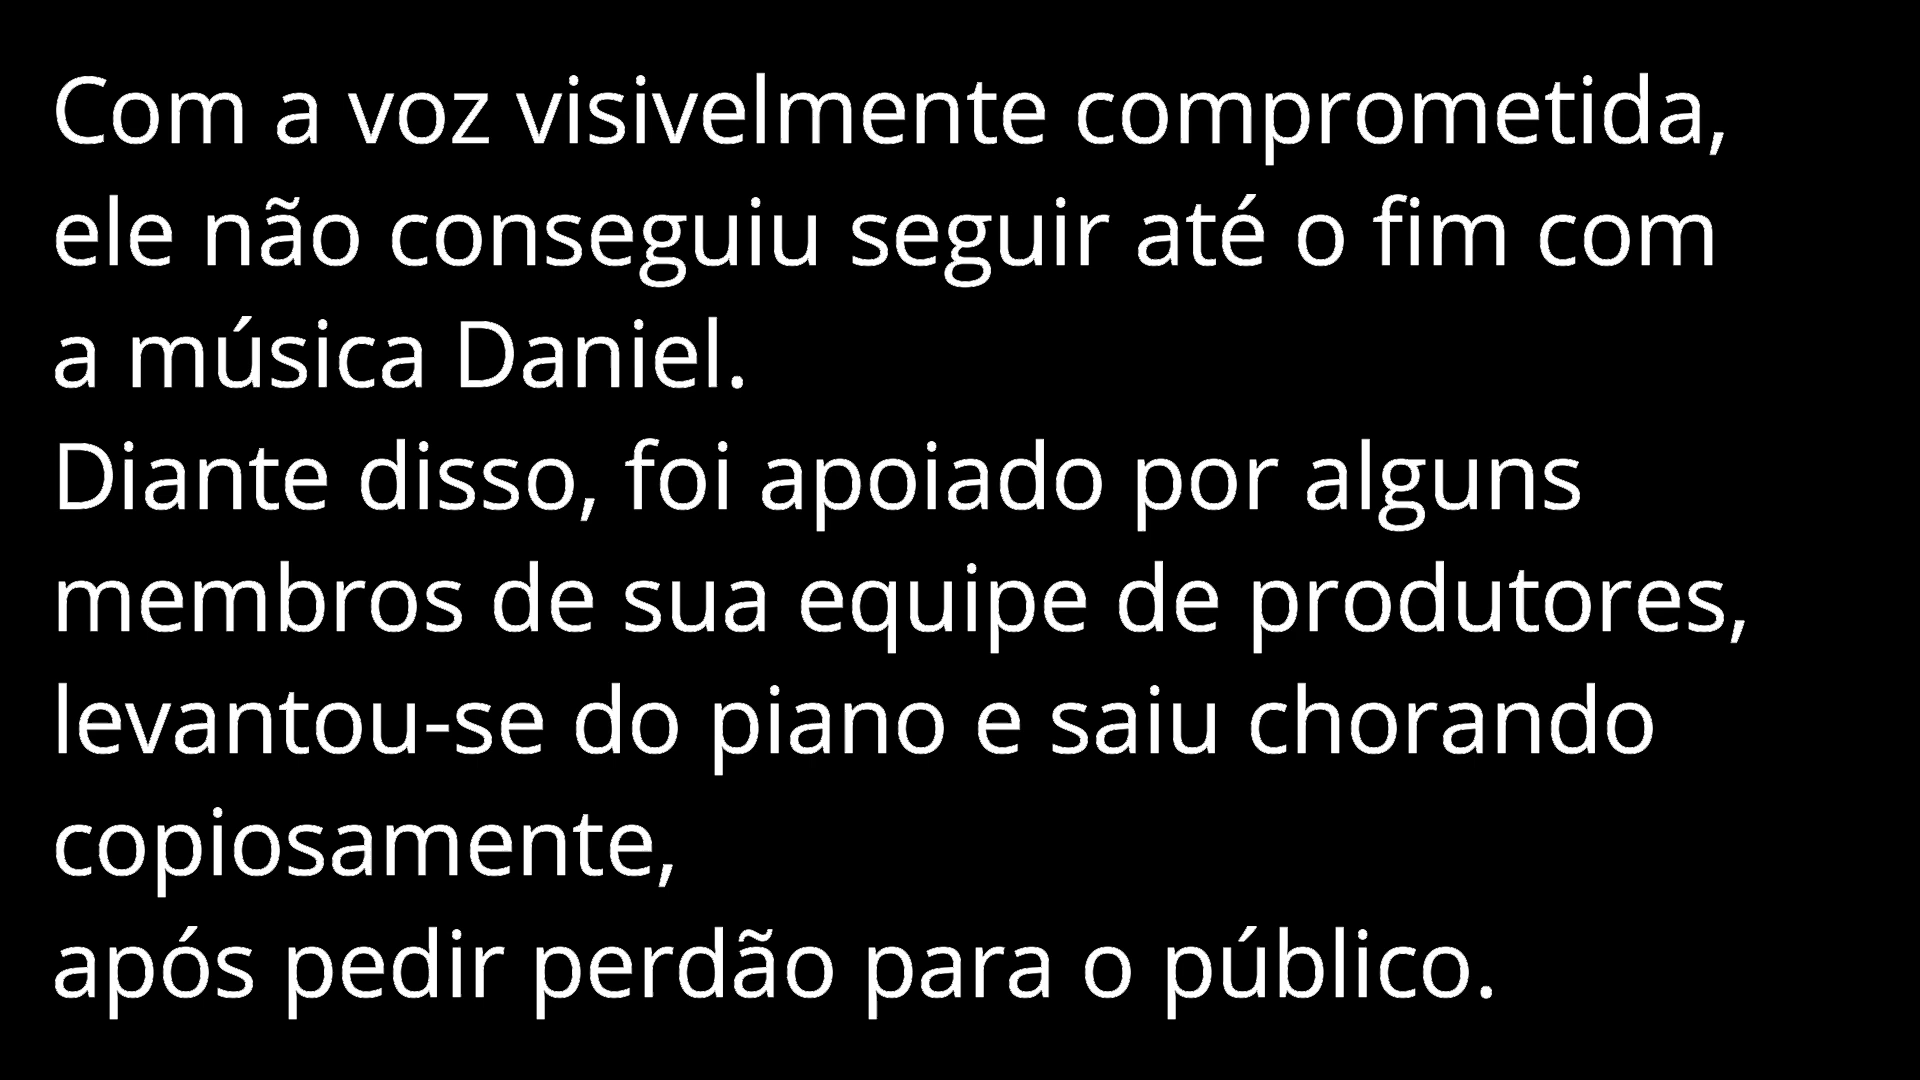 Com a voz visivelmente comprometida,
ele não conseguiu seguir até o fim com
a música Daniel.
Diante disso, foi apoiado por alguns
membros de sua equipe de produtores,
levantou-se do piano e saiu chorando
copiosamente,
após pedir perdão para o público.